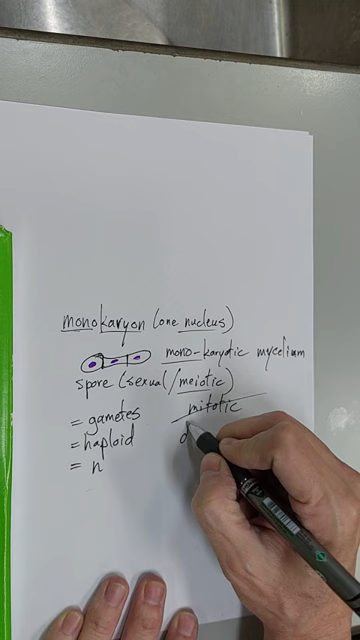 monokaryon (one nucleus)
mono-karyotic mycelium
spore (sexual/meiotic)
mitotic
= gametes
= haploid
= n